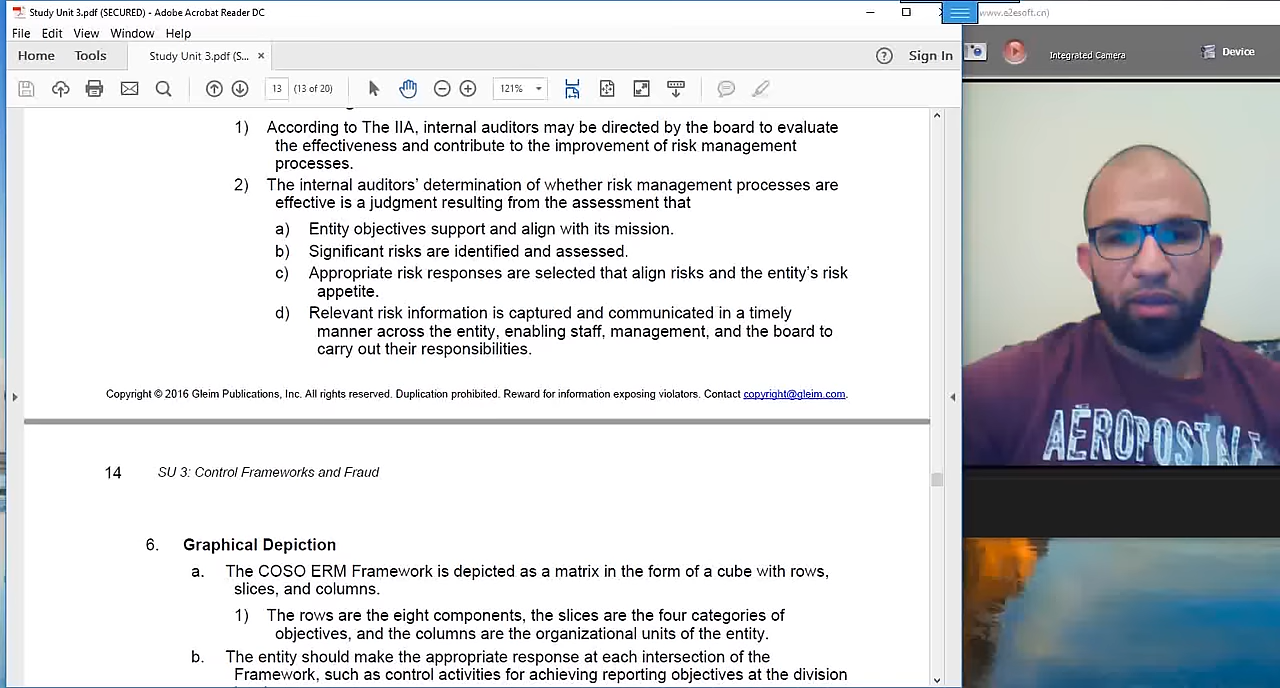 Study Unit 3.pdf (SECURED) - Adobe Acrobat Reader DC
www.e2esoft.cn)
File Edit View Window Help
Home Tools Study Unit 3.pdf (S... × Sign In
Integrated Camera Device
13 (13 of 20) 121%
1) According to The IIA, internal auditors may be directed by the board to evaluate
the effectiveness and contribute to the improvement of risk management
processes.
2) The internal auditors' determination of whether risk management processes are
effective is a judgment resulting from the assessment that
a) Entity objectives support and align with its mission.
b) Significant risks are identified and assessed.
c) Appropriate risk responses are selected that align risks and the entity's risk
appetite.
d) Relevant risk information is captured and communicated in a timely
manner across the entity, enabling staff, management, and the board to
carry out their responsibilities.
Copyright © 2016 Gleim Publications, Inc. All rights reserved. Duplication prohibited. Reward for information exposing violators. Contact copyright@gleim.com.
14 SU 3: Control Frameworks and Fraud
6. Graphical Depiction
a. The COSO ERM Framework is depicted as a matrix in the form of a cube with rows,
slices, and columns.
1) The rows are the eight components, the slices are the four categories of
objectives, and the columns are the organizational units of the entity.
b. The entity should make the appropriate response at each intersection of the
Framework, such as control activities for achieving reporting objectives at the division
AÉROPOSTALE